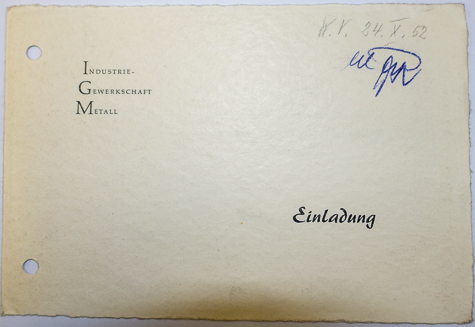 24. X. 52
INDUSTRIE-
GEWERKSCHAFT
METALL
Einladung